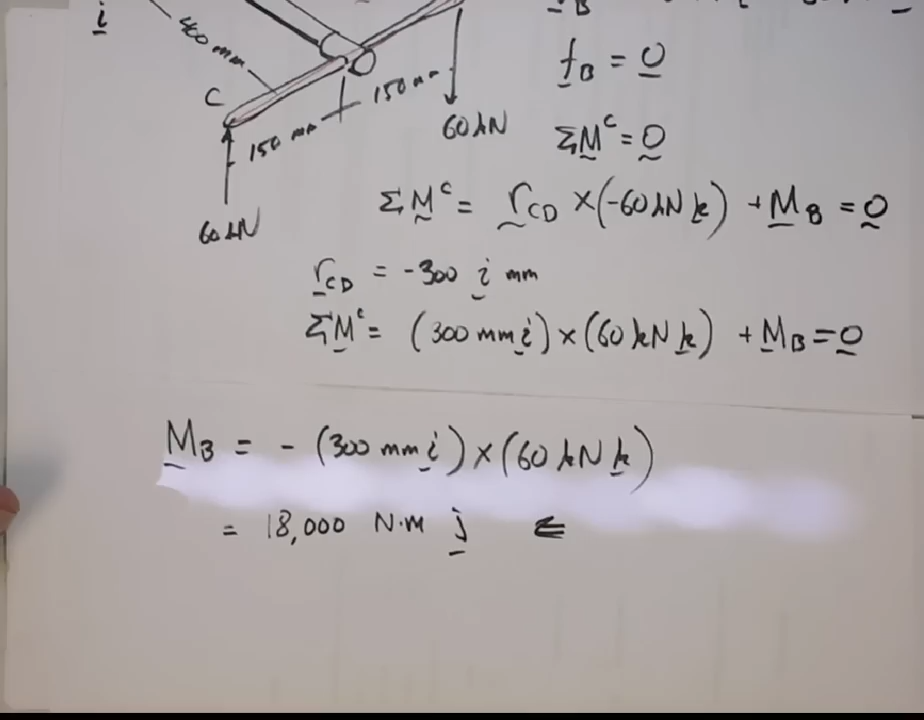 i
400 mm
C
150 mm
150 mm
60 kN
60 kN
f_B = 0
ΣM^c = 0
ΣM^c = r_CD × (-60 kN k) + M_B = 0
r_CD = -300 i mm
ΣM^c = (300 mm i) × (60 kN k) + M_B = 0
M_B = - (300 mm i) × (60 kN k)
= 18,000 N·m j ⇐